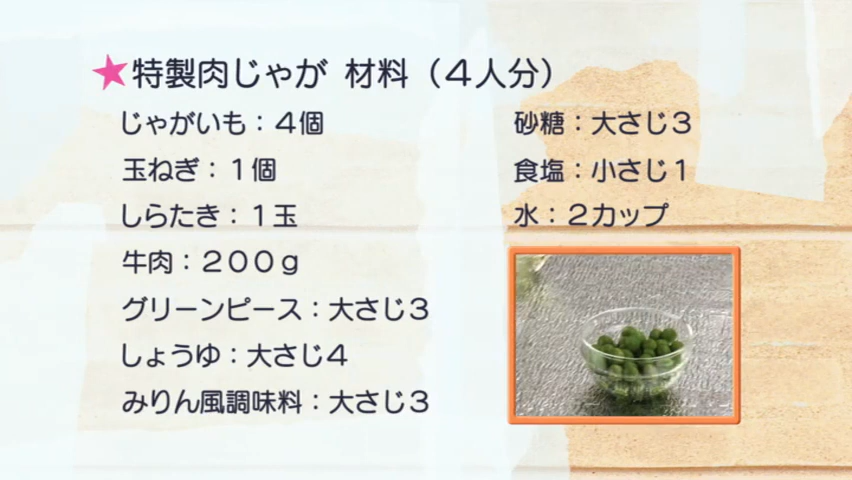 ★特製肉じゃが 材料（４人分）
じゃがいも：４個
玉ねぎ：１個
しらたき：１玉
牛肉：２００ｇ
グリーンピース：大さじ３
しょうゆ：大さじ４
みりん風調味料：大さじ３
砂糖：大さじ３
食塩：小さじ１
水：２カップ